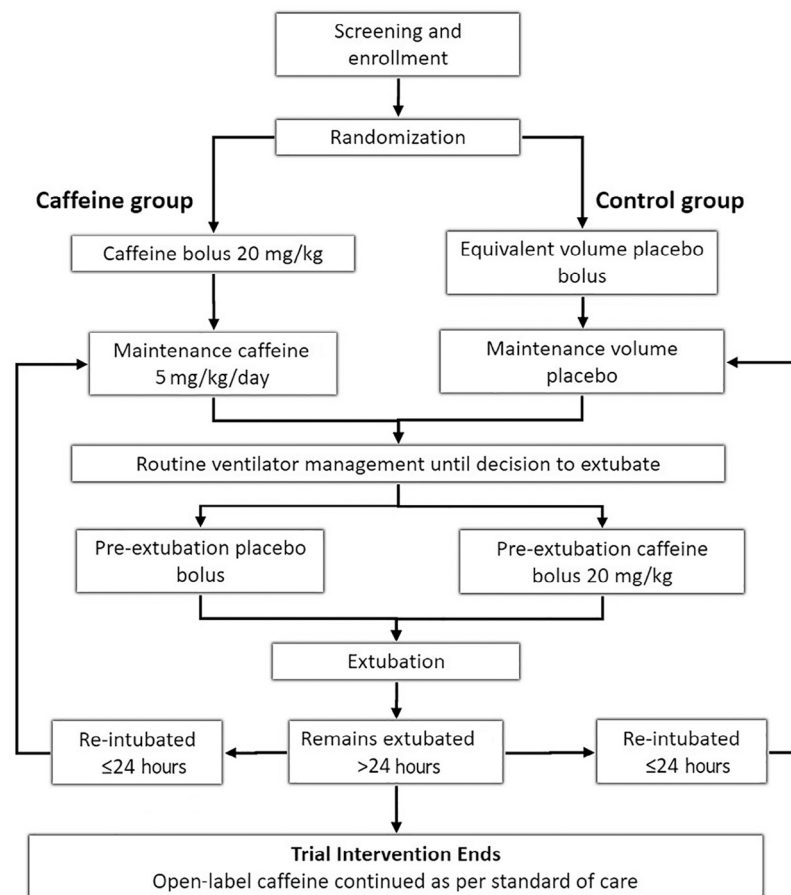 Screening and
enrollment
Randomization
Caffeine group
Control group
Caffeine bolus 20 mg/kg
Equivalent volume placebo
bolus
Maintenance caffeine
5 mg/kg/day
Maintenance volume
placebo
Routine ventilator management until decision to extubate
Pre-extubation placebo
bolus
Pre-extubation caffeine
bolus 20 mg/kg
Extubation
Re-intubated
≤24 hours
Remains extubated
>24 hours
Re-intubated
≤24 hours
Trial Intervention Ends
Open-label caffeine continued as per standard of care